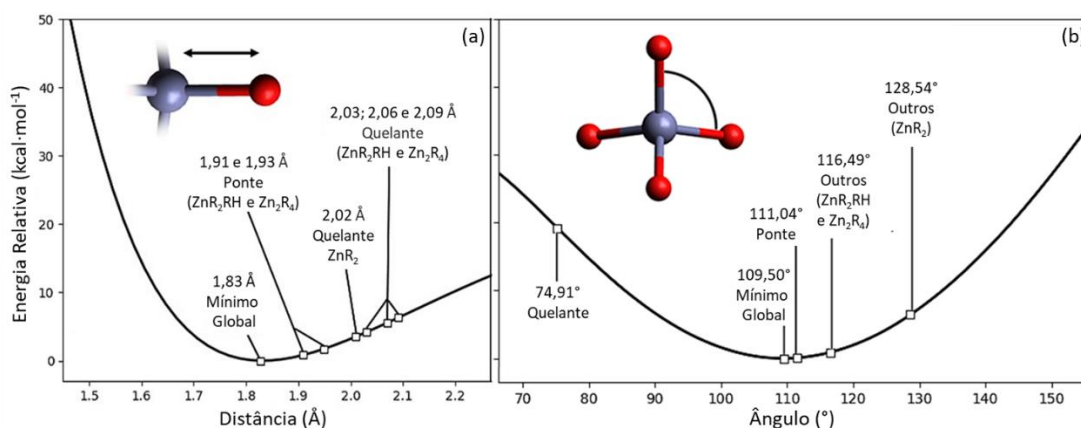 Energia Relativa (kcal·mol⁻¹)
50
40
30
20
10
0
(a)
2,03; 2,06 e 2,09 Å
Quelante
(ZnR₂RH e Zn₂R₄)
1,91 e 1,93 Å
Ponte
(ZnR₂RH e Zn₂R₄)
2,02 Å
Quelante
ZnR₂
1,83 Å
Mínimo
Global
1.5 1.6 1.7 1.8 1.9 2.0 2.1 2.2
Distância (Å)
(b)
128,54°
Outros
(ZnR₂)
116,49°
Outros
(ZnR₂RH
e Zn₂R₄)
111,04°
Ponte
109,50°
Mínimo
Global
74,91°
Quelante
70 80 90 100 110 120 130 140 150
Ângulo (°)